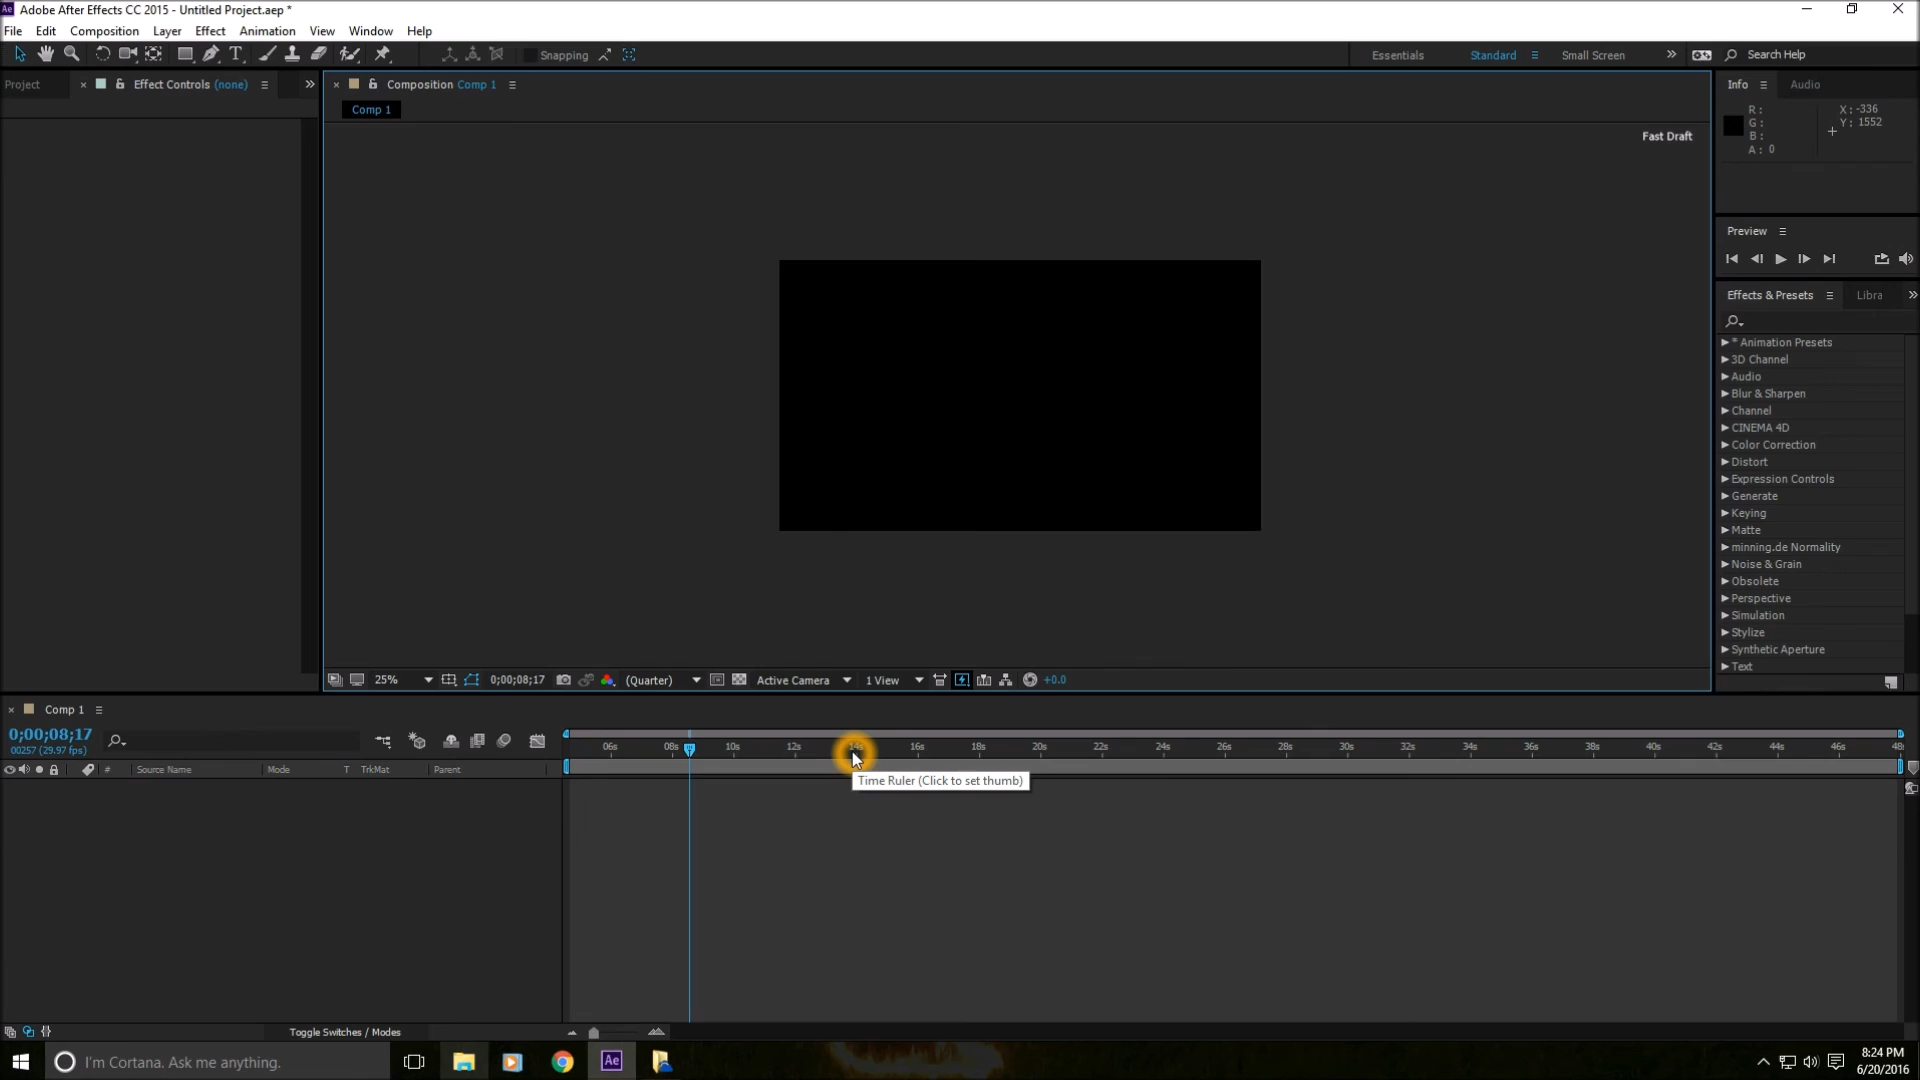 Ae Adobe After Effects CC 2015 - Untitled Project.aep *
File Edit Composition Layer Effect Animation View Window Help
T Snapping Essentials Standard Small Screen Search Help
Project Effect Controls (none)
Composition Comp 1
Info Audio
Comp 1
R:
G:
B:
A: 0
X: -336
Y: 1552
Fast Draft
Preview
Effects & Presets Libra
* Animation Presets
3D Channel
Audio
Blur & Sharpen
Channel
CINEMA 4D
Color Correction
Distort
Expression Controls
Generate
Keying
Matte
minning.de Normality
Noise & Grain
Obsolete
Perspective
Simulation
Stylize
Synthetic Aperture
Text
25% 0;00;08;17 (Quarter) Active Camera 1 View +0.0
Comp 1
0;00;08;17
00257 (29.97 fps)
06s 08s 10s 12s 14s 16s 18s 20s 22s 24s 26s 28s 30s 32s 34s 36s 38s 40s 42s 44s 46s 48s
# Source Name Mode T TrkMat Parent
Time Ruler (Click to set thumb)
Toggle Switches / Modes
I'm Cortana. Ask me anything.
Ae
8:24 PM
6/20/2016